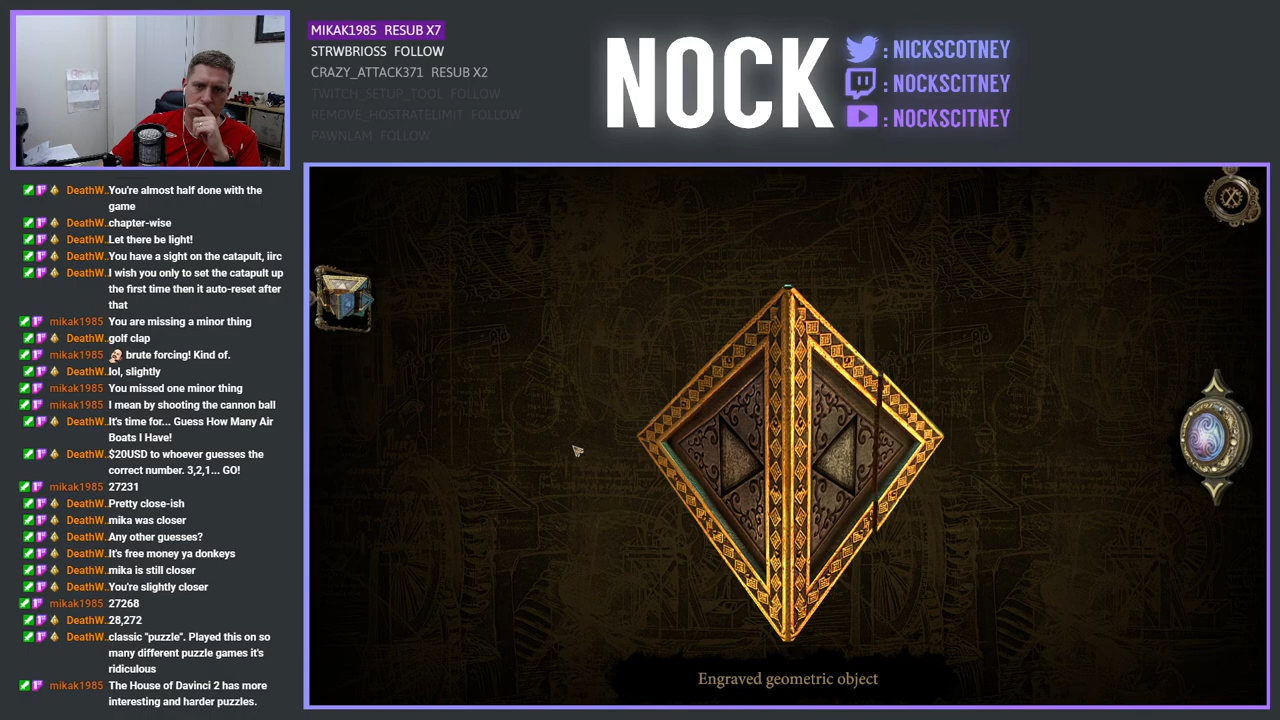 MIKAK1985 RESUB X7
STRWBRIOSS FOLLOW
CRAZY_ATTACK371 RESUB X2
TWITCH_SETUP_TOOL FOLLOW
REMOVE_HOSTRATELIMIT FOLLOW
PAWNLAM FOLLOW
NOCK
: NICKSCOTNEY
: NOCKSCITNEY
: NOCKSCITNEY
DeathW..You're almost half done with the
game
DeathW..chapter-wise
DeathW..Let there be light!
DeathW..You have a sight on the catapult, iirc
DeathW..I wish you only to set the catapult up
the first time then it auto-reset after
that
mikak1985 You are missing a minor thing
DeathW..golf clap
mikak1985 brute forcing! Kind of.
DeathW..lol, slightly
mikak1985 You missed one minor thing
mikak1985 I mean by shooting the cannon ball
DeathW..It's time for... Guess How Many Air
Boats I Have!
DeathW..$20USD to whoever guesses the
correct number. 3,2,1... GO!
mikak1985 27231
DeathW..Pretty close-ish
DeathW..mika was closer
DeathW..Any other guesses?
DeathW..It's free money ya donkeys
DeathW..mika is still closer
DeathW..You're slightly closer
mikak1985 27268
DeathW..28,272
DeathW..classic "puzzle". Played this on so
many different puzzle games it's
ridiculous
mikak1985 The House of Davinci 2 has more
interesting and harder puzzles.
Engraved geometric object